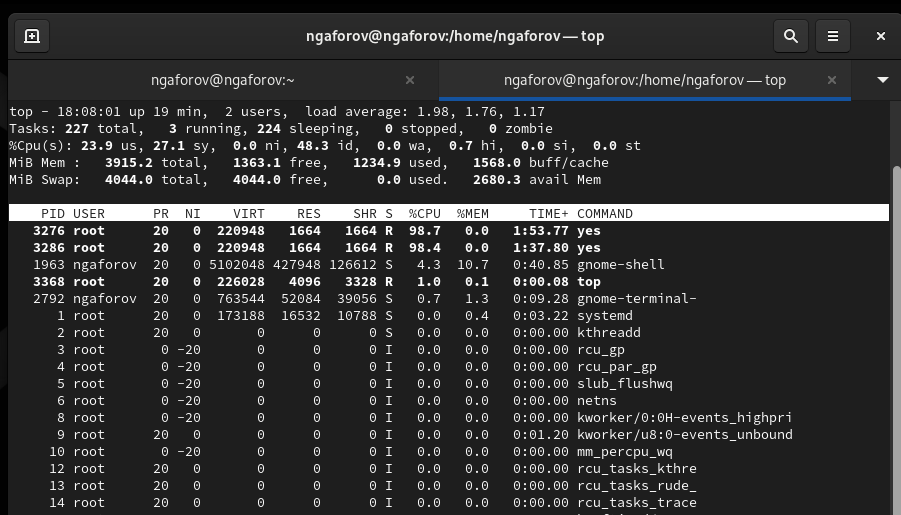 ngaforov@ngaforov:/home/ngaforov — top
ngaforov@ngaforov:~
ngaforov@ngaforov:/home/ngaforov — top
top - 18:08:01 up 19 min,  2 users,  load average: 1.98, 1.76, 1.17
Tasks: 227 total,   3 running, 224 sleeping,   0 stopped,   0 zombie
%Cpu(s): 23.9 us, 27.1 sy,  0.0 ni, 48.3 id,  0.0 wa,  0.7 hi,  0.0 si,  0.0 st
MiB Mem :   3915.2 total,   1363.1 free,   1234.9 used,   1568.0 buff/cache
MiB Swap:   4044.0 total,   4044.0 free,      0.0 used.   2680.3 avail Mem
PID USER      PR  NI    VIRT    RES    SHR S  %CPU  %MEM     TIME+ COMMAND
3276 root      20   0  220948   1664   1664 R  98.7   0.0   1:53.77 yes
3286 root      20   0  220948   1664   1664 R  98.4   0.0   1:37.80 yes
1963 ngaforov  20   0 5102048 427948 126612 S   4.3  10.7   0:40.85 gnome-shell
3368 root      20   0  226028   4096   3328 R   1.0   0.1   0:00.08 top
2792 ngaforov  20   0  763544  52084  39056 S   0.7   1.3   0:09.28 gnome-terminal-
1 root      20   0  173188  16532  10788 S   0.0   0.4   0:03.22 systemd
2 root      20   0       0      0      0 S   0.0   0.0   0:00.00 kthreadd
3 root       0 -20       0      0      0 I   0.0   0.0   0:00.00 rcu_gp
4 root       0 -20       0      0      0 I   0.0   0.0   0:00.00 rcu_par_gp
5 root       0 -20       0      0      0 I   0.0   0.0   0:00.00 slub_flushwq
6 root       0 -20       0      0      0 I   0.0   0.0   0:00.00 netns
8 root       0 -20       0      0      0 I   0.0   0.0   0:00.00 kworker/0:0H-events_highpri
9 root      20   0       0      0      0 I   0.0   0.0   0:01.20 kworker/u8:0-events_unbound
10 root       0 -20       0      0      0 I   0.0   0.0   0:00.00 mm_percpu_wq
12 root      20   0       0      0      0 I   0.0   0.0   0:00.00 rcu_tasks_kthre
13 root      20   0       0      0      0 I   0.0   0.0   0:00.00 rcu_tasks_rude_
14 root      20   0       0      0      0 I   0.0   0.0   0:00.00 rcu_tasks_trace